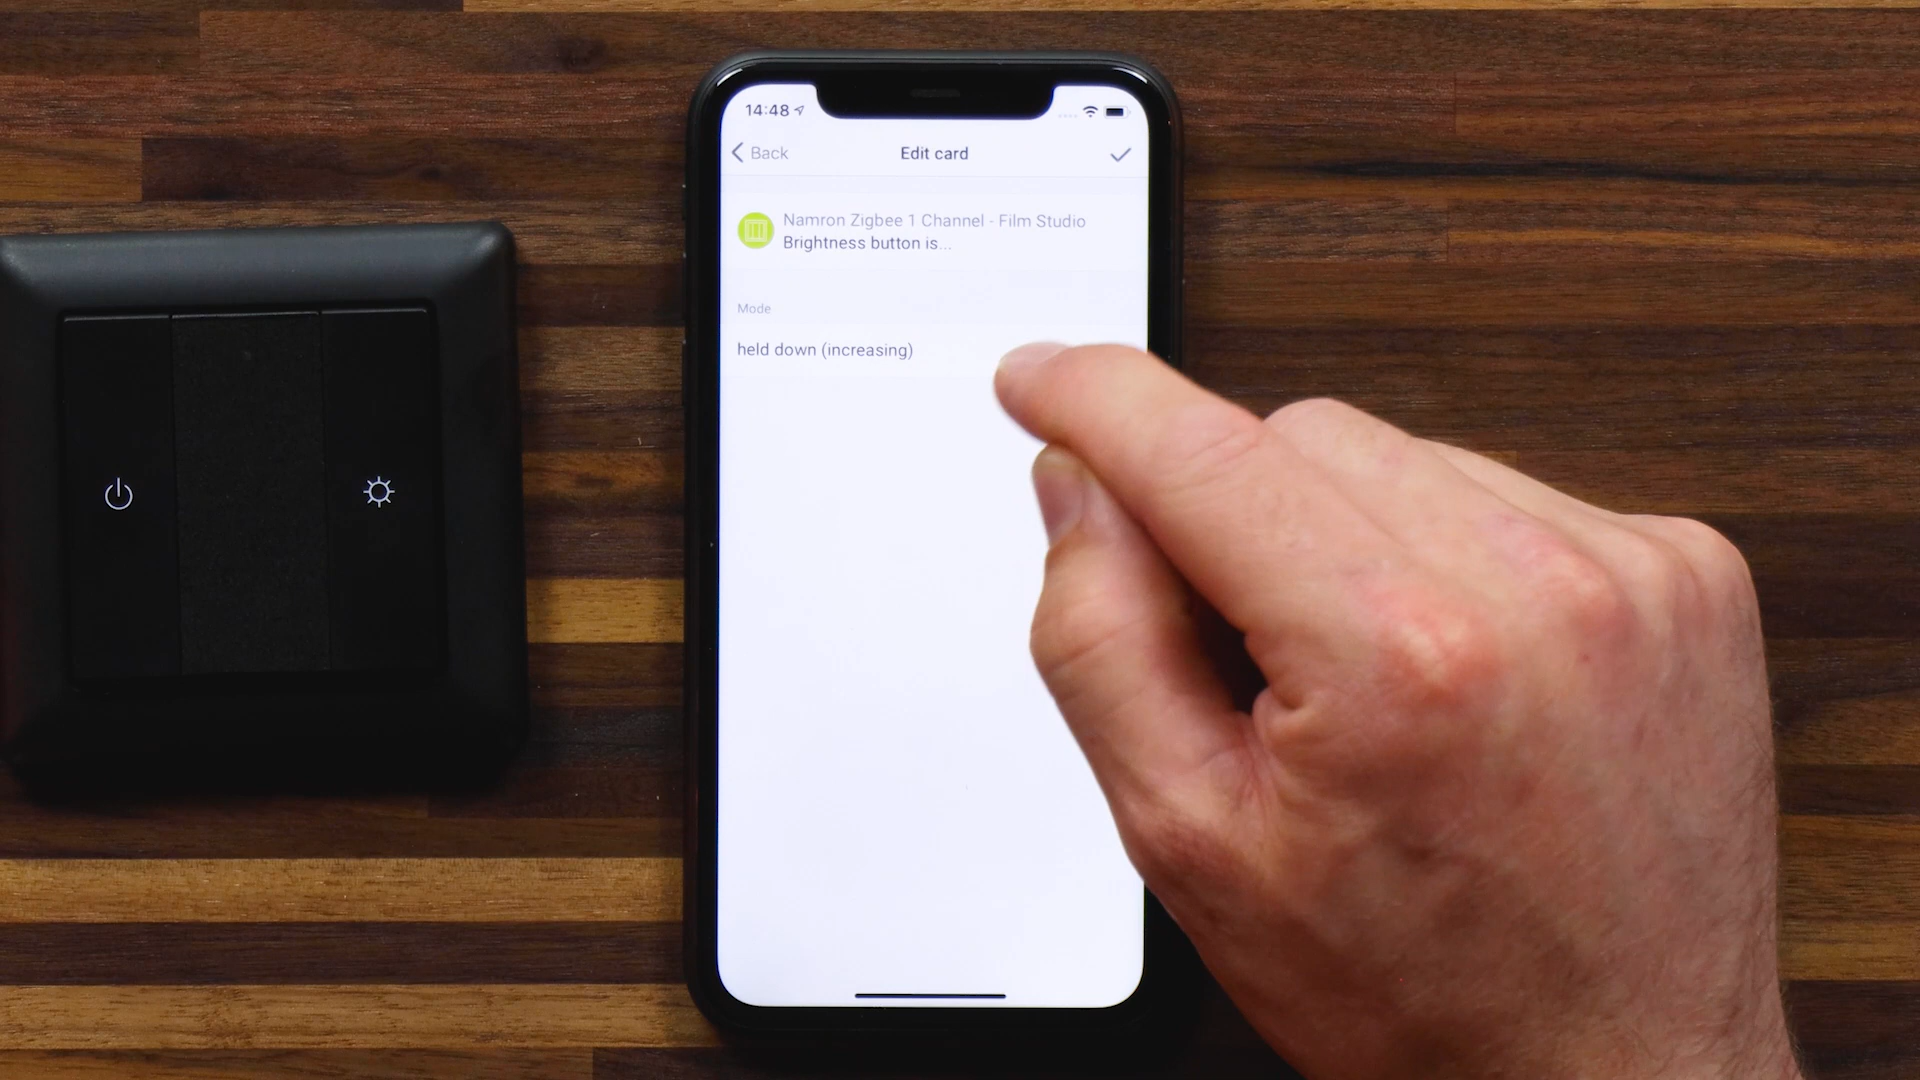 14:48
Back
Edit card
Namron Zigbee 1 Channel - Film Studio
Brightness button is...
Mode
held down (increasing)